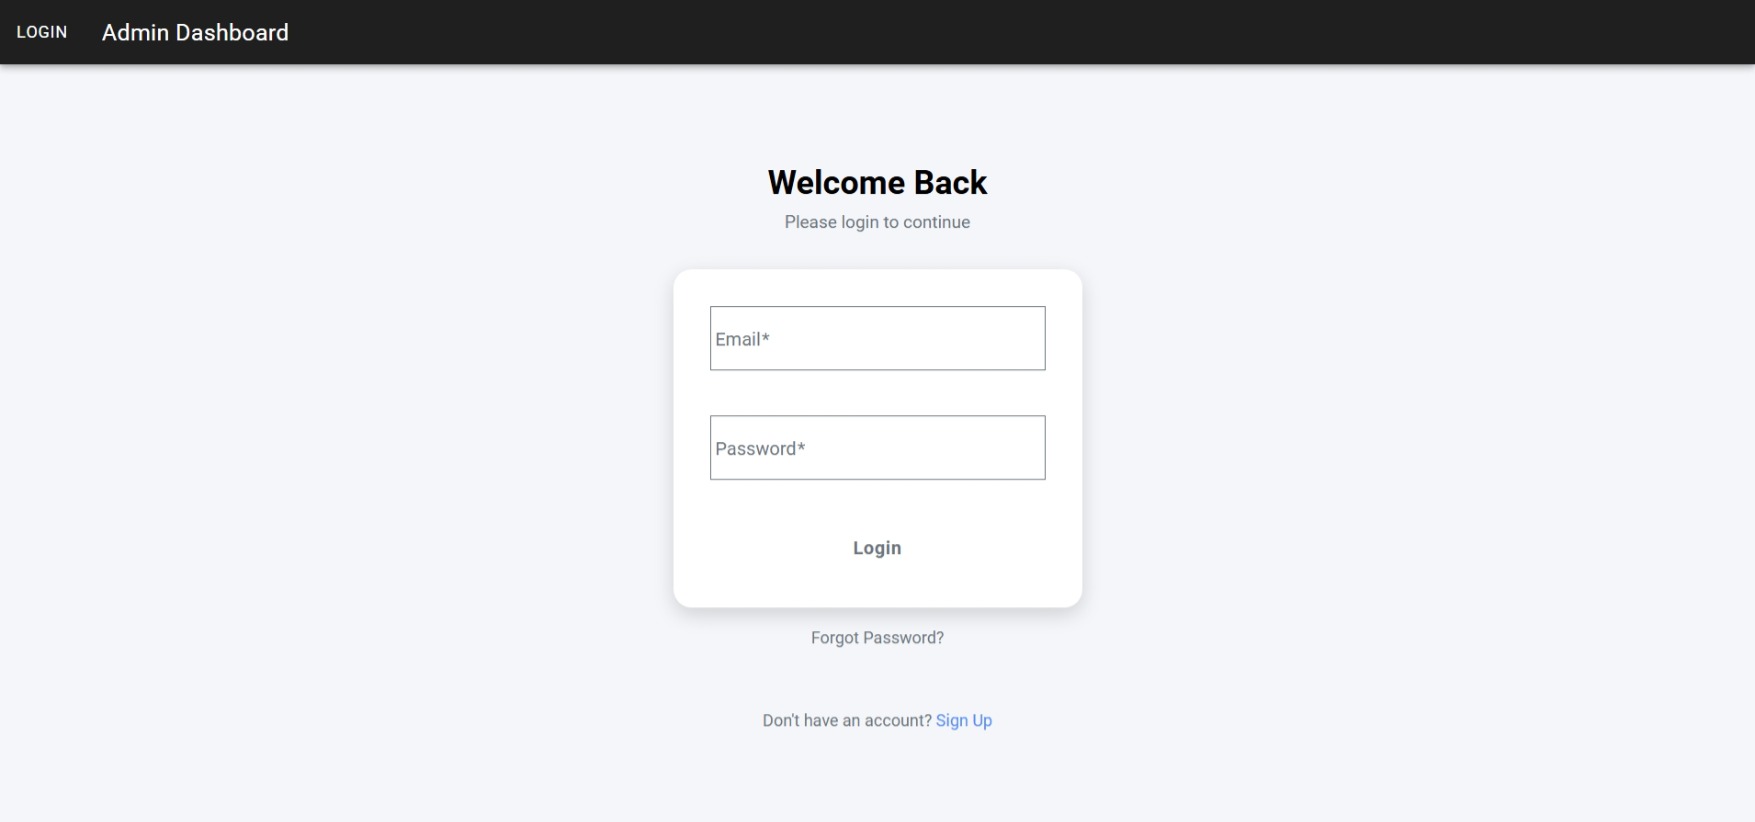 LOGIN Admin Dashboard
Welcome Back
Please login to continue
Email*
Password*
Login
Forgot Password?
Don't have an account? Sign Up